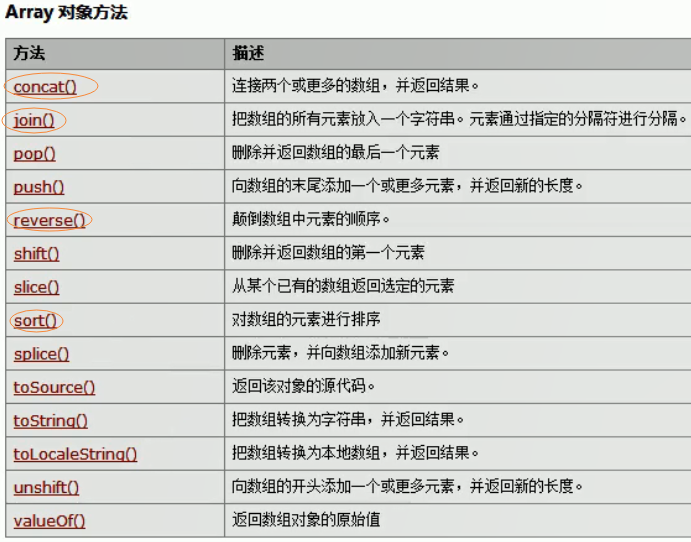 Array 对象方法
方法 描述
concat() 连接两个或更多的数组，并返回结果。
join() 把数组的所有元素放入一个字符串。元素通过指定的分隔符进行分隔。
pop() 删除并返回数组的最后一个元素
push() 向数组的末尾添加一个或更多元素，并返回新的长度。
reverse() 颠倒数组中元素的顺序。
shift() 删除并返回数组的第一个元素
slice() 从某个已有的数组返回选定的元素
sort() 对数组的元素进行排序
splice() 删除元素，并向数组添加新元素。
toSource() 返回该对象的源代码。
toString() 把数组转换为字符串，并返回结果。
toLocaleString() 把数组转换为本地数组，并返回结果。
unshift() 向数组的开头添加一个或更多元素，并返回新的长度。
valueOf() 返回数组对象的原始值